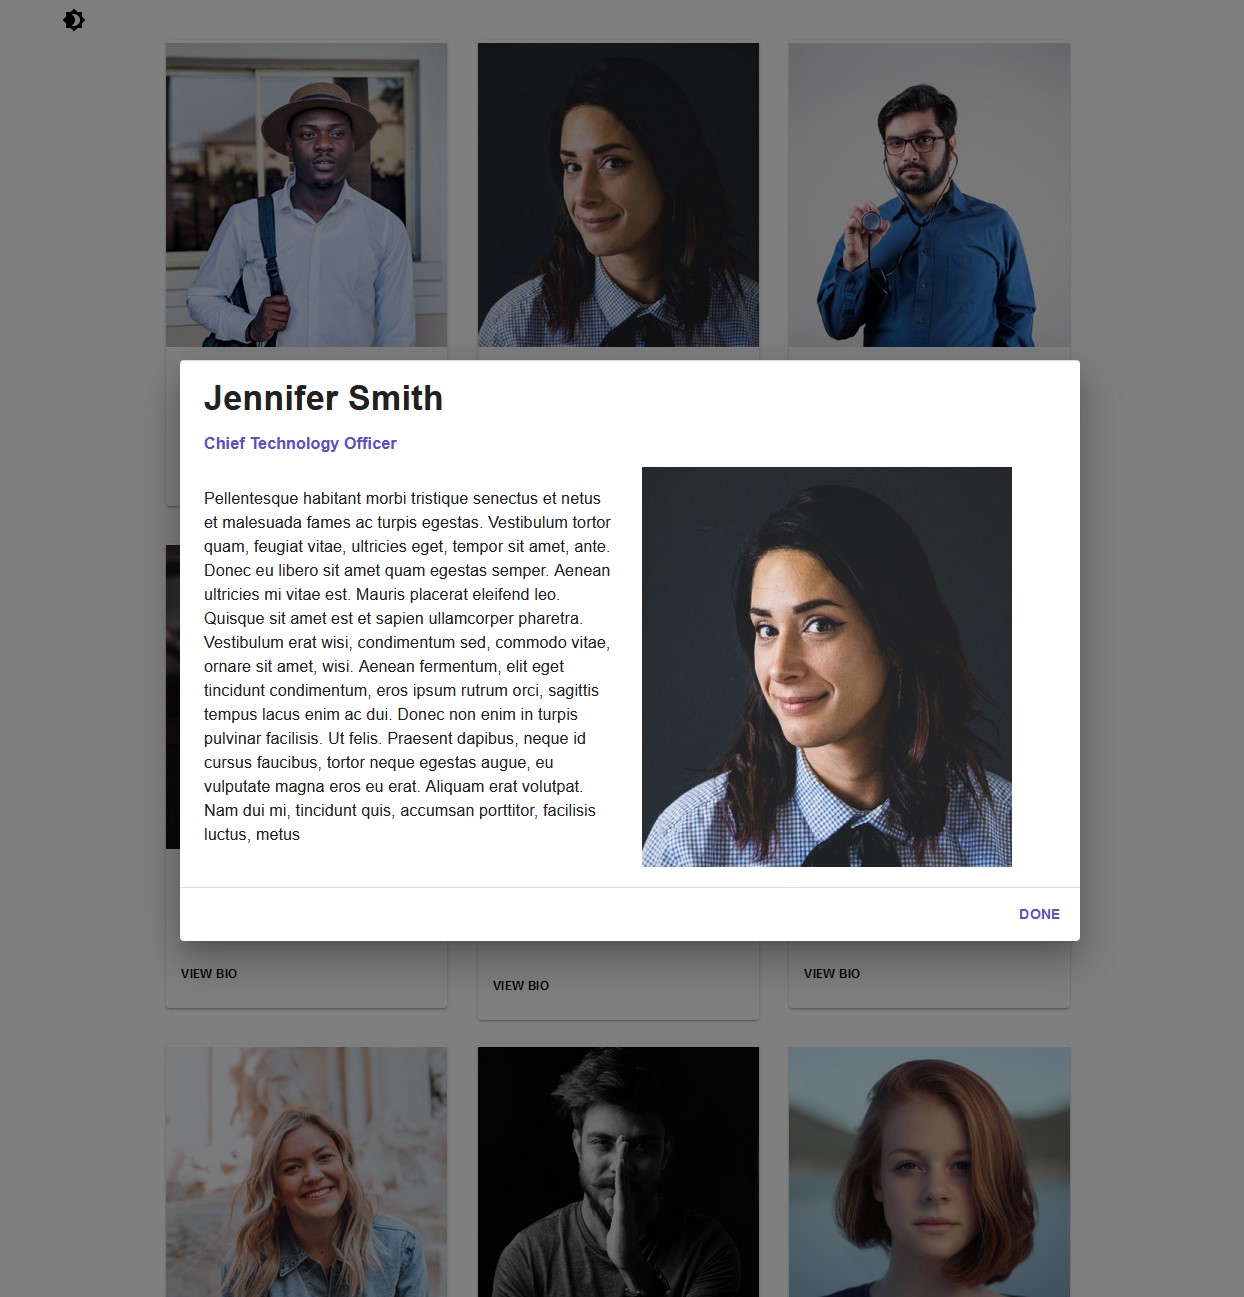 Jennifer Smith
Chief Technology Officer
Pellentesque habitant morbi tristique senectus et netus
et malesuada fames ac turpis egestas. Vestibulum tortor
quam, feugiat vitae, ultricies eget, tempor sit amet, ante.
Donec eu libero sit amet quam egestas semper. Aenean
ultricies mi vitae est. Mauris placerat eleifend leo.
Quisque sit amet est et sapien ullamcorper pharetra.
Vestibulum erat wisi, condimentum sed, commodo vitae,
ornare sit amet, wisi. Aenean fermentum, elit eget
tincidunt condimentum, eros ipsum rutrum orci, sagittis
tempus lacus enim ac dui. Donec non enim in turpis
pulvinar facilisis. Ut felis. Praesent dapibus, neque id
cursus faucibus, tortor neque egestas augue, eu
vulputate magna eros eu erat. Aliquam erat volutpat.
Nam dui mi, tincidunt quis, accumsan porttitor, facilisis
luctus, metus
DONE
VIEW BIO
VIEW BIO
VIEW BIO